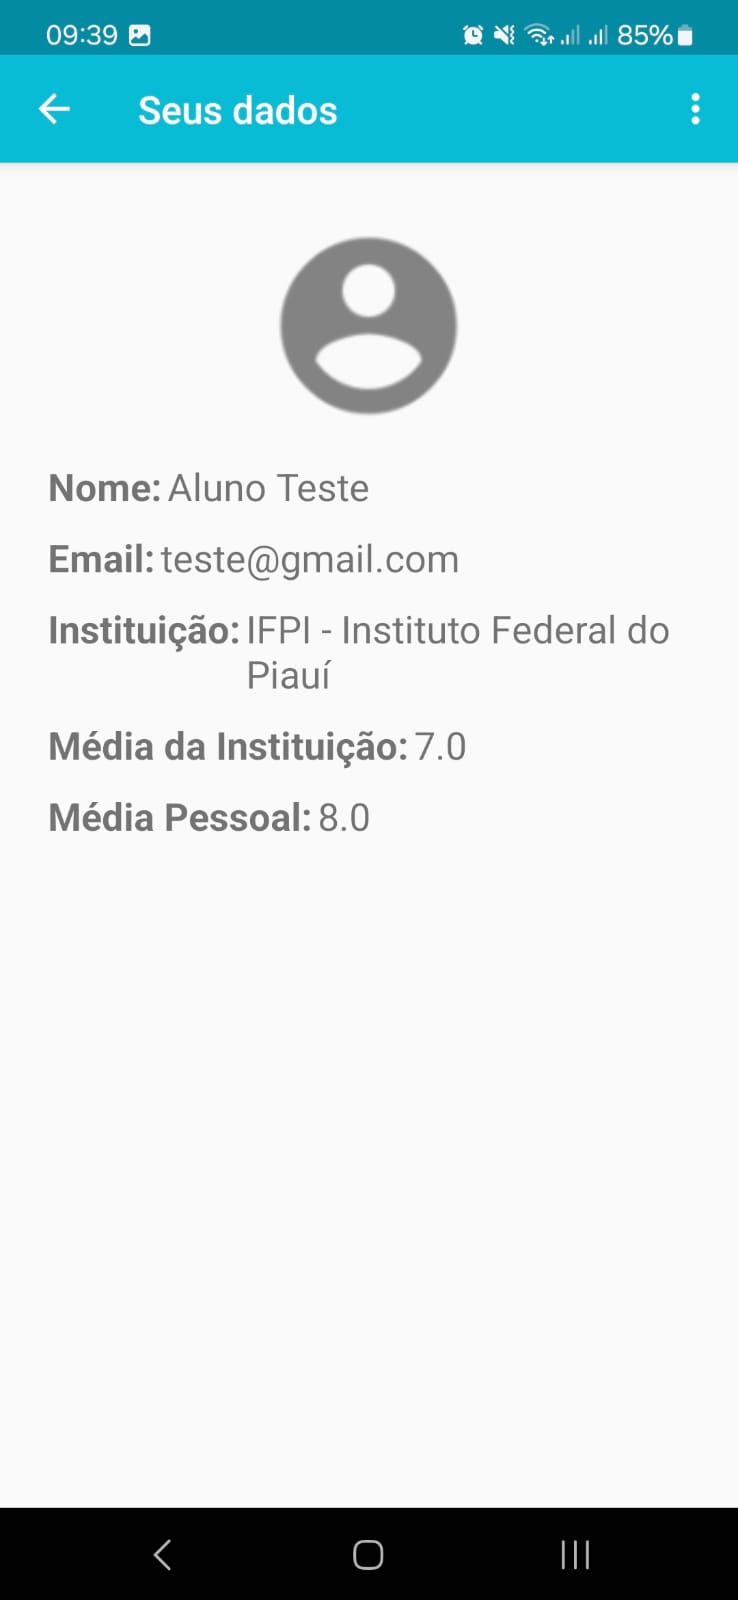 09:39 85%
Seus dados
Nome: Aluno Teste
Email: teste@gmail.com
Instituição: IFPI - Instituto Federal do
Piauí
Média da Instituição: 7.0
Média Pessoal: 8.0